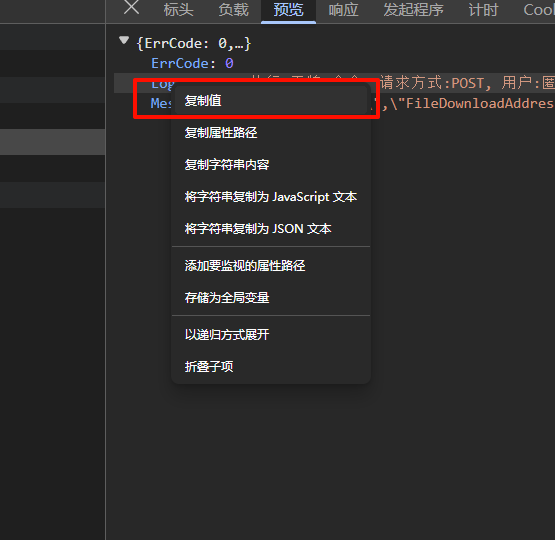 标头 负载 预览 响应 发起程序 计时 Cook
{ErrCode: 0,…}
ErrCode: 0
Log 请求方式:POST, 用户:匿
Mes ",\"FileDownloadAddres
复制值
复制属性路径
复制字符串内容
将字符串复制为 JavaScript 文本
将字符串复制为 JSON 文本
添加要监视的属性路径
存储为全局变量
以递归方式展开
折叠子项